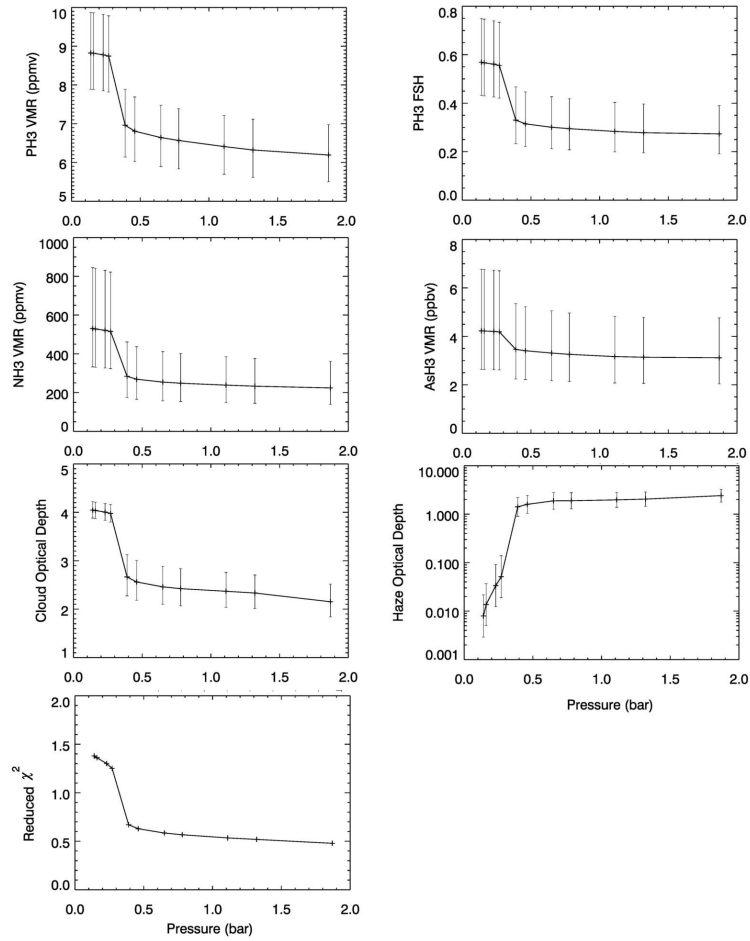 PH3 VMR (ppmv)
10
9
8
7
6
5
0.0 0.5 1.0 1.5 2.0
PH3 FSH
0.8
0.6
0.4
0.2
0.0
0.0 0.5 1.0 1.5 2.0
NH3 VMR (ppmv)
1000
800
600
400
200
0
0.0 0.5 1.0 1.5 2.0
AsH3 VMR (ppbv)
8
6
4
2
0
0.0 0.5 1.0 1.5 2.0
Cloud Optical Depth
5
4
3
2
1
0.0 0.5 1.0 1.5 2.0
Haze Optical Depth
10.000
1.000
0.100
0.010
0.001
0.0 0.5 1.0 1.5 2.0
Pressure (bar)
Reduced χ²
2.0
1.5
1.0
0.5
0.0
0.0 0.5 1.0 1.5 2.0
Pressure (bar)